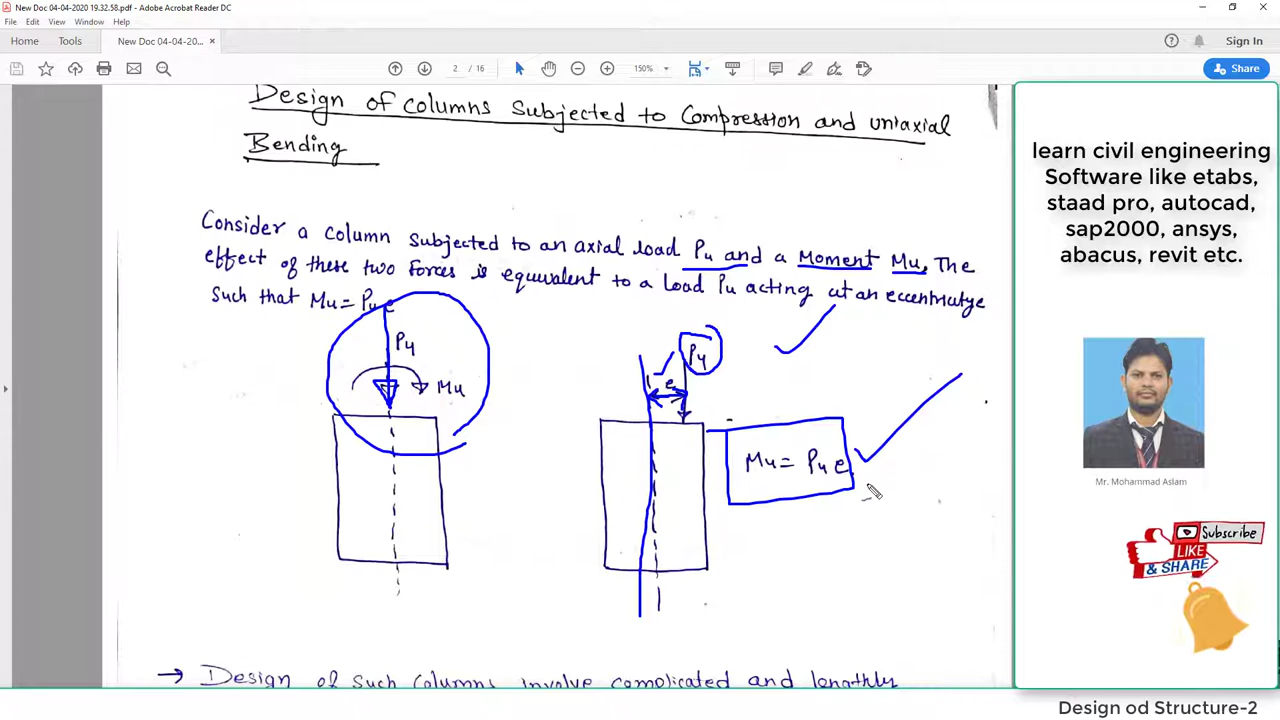 New Doc 04-04-2020 19.32.58.pdf - Adobe Acrobat Reader DC
File Edit View Window Help
Home Tools New Doc 04-04-20... × Sign In
2 / 16 150% Share
Design of columns Subjected to Compression and uniaxial
Bending
Consider a column Subjected to an axial load Pu and a Moment Mu, The
effect of these two forces is equivalent to a load Pu acting at an eccentricity e
Such that Mu = Pu e
Pu
Mu
Pu
e
Mu = Pu e
→ Design of Such Columns involve complicated and lengthly
learn civil engineering
Software like etabs,
staad pro, autocad,
sap2000, ansys,
abacus, revit etc.
Mr. Mohammad Aslam
Subscribe
LIKE
& SHARE
Design od Structure-2